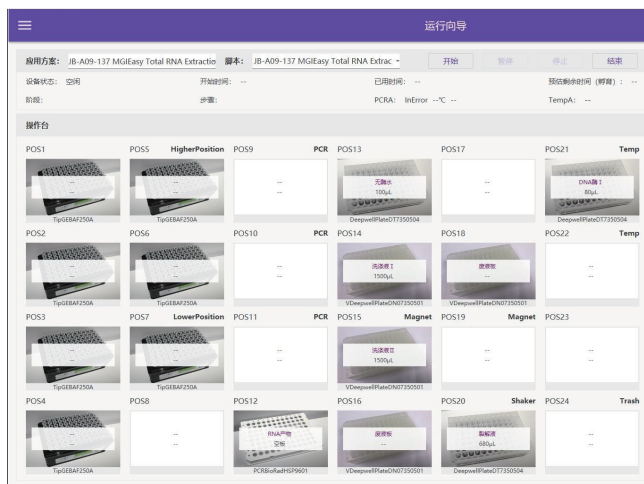 运行向导
应用方案: JB-A09-137 MGIEasy Total RNA Extractio 脚本: JB-A09-137 MGIEasy Total RNA Extrac 开始 暂停 停止 结束
设备状态: 空闲 开始时间: -- 已用时间: -- 预估剩余时间（孵育）: --
阶段: 步骤: PCRA: InError --℃ -- TempA: --
操作台
POS1 POS5 HigherPosition POS9 PCR POS13 POS17 POS21 Temp
-- -- -- 无酶水 -- DNA酶 I
-- -- -- 100μL -- 80μL
TipGEBAF250A TipGEBAF250A DeepwellPlateDT7350504 DeepwellPlateDT7350504
POS2 POS6 POS10 PCR POS14 POS18 POS22 Temp
-- -- -- 洗涤液 I 废液板 --
-- -- -- 1500μL -- --
TipGEBAF250A TipGEBAF250A VDeepwellPlateDN07350501 VDeepwellPlateDN07350501
POS3 POS7 LowerPosition POS11 PCR POS15 Magnet POS19 Magnet POS23
-- -- -- 洗涤液II -- --
-- -- -- 1500μL -- --
TipGEBAF250A TipGEBAF250A VDeepwellPlateDN07350501
POS4 POS8 POS12 POS16 POS20 Shaker POS24 Trash
-- -- RNA产物 废液板 裂解液 --
-- -- 空板 -- 680μL --
TipGEBAF250A PCRBioRadHSP9601 VDeepwellPlateDN07350501 DeepwellPlateDT7350504